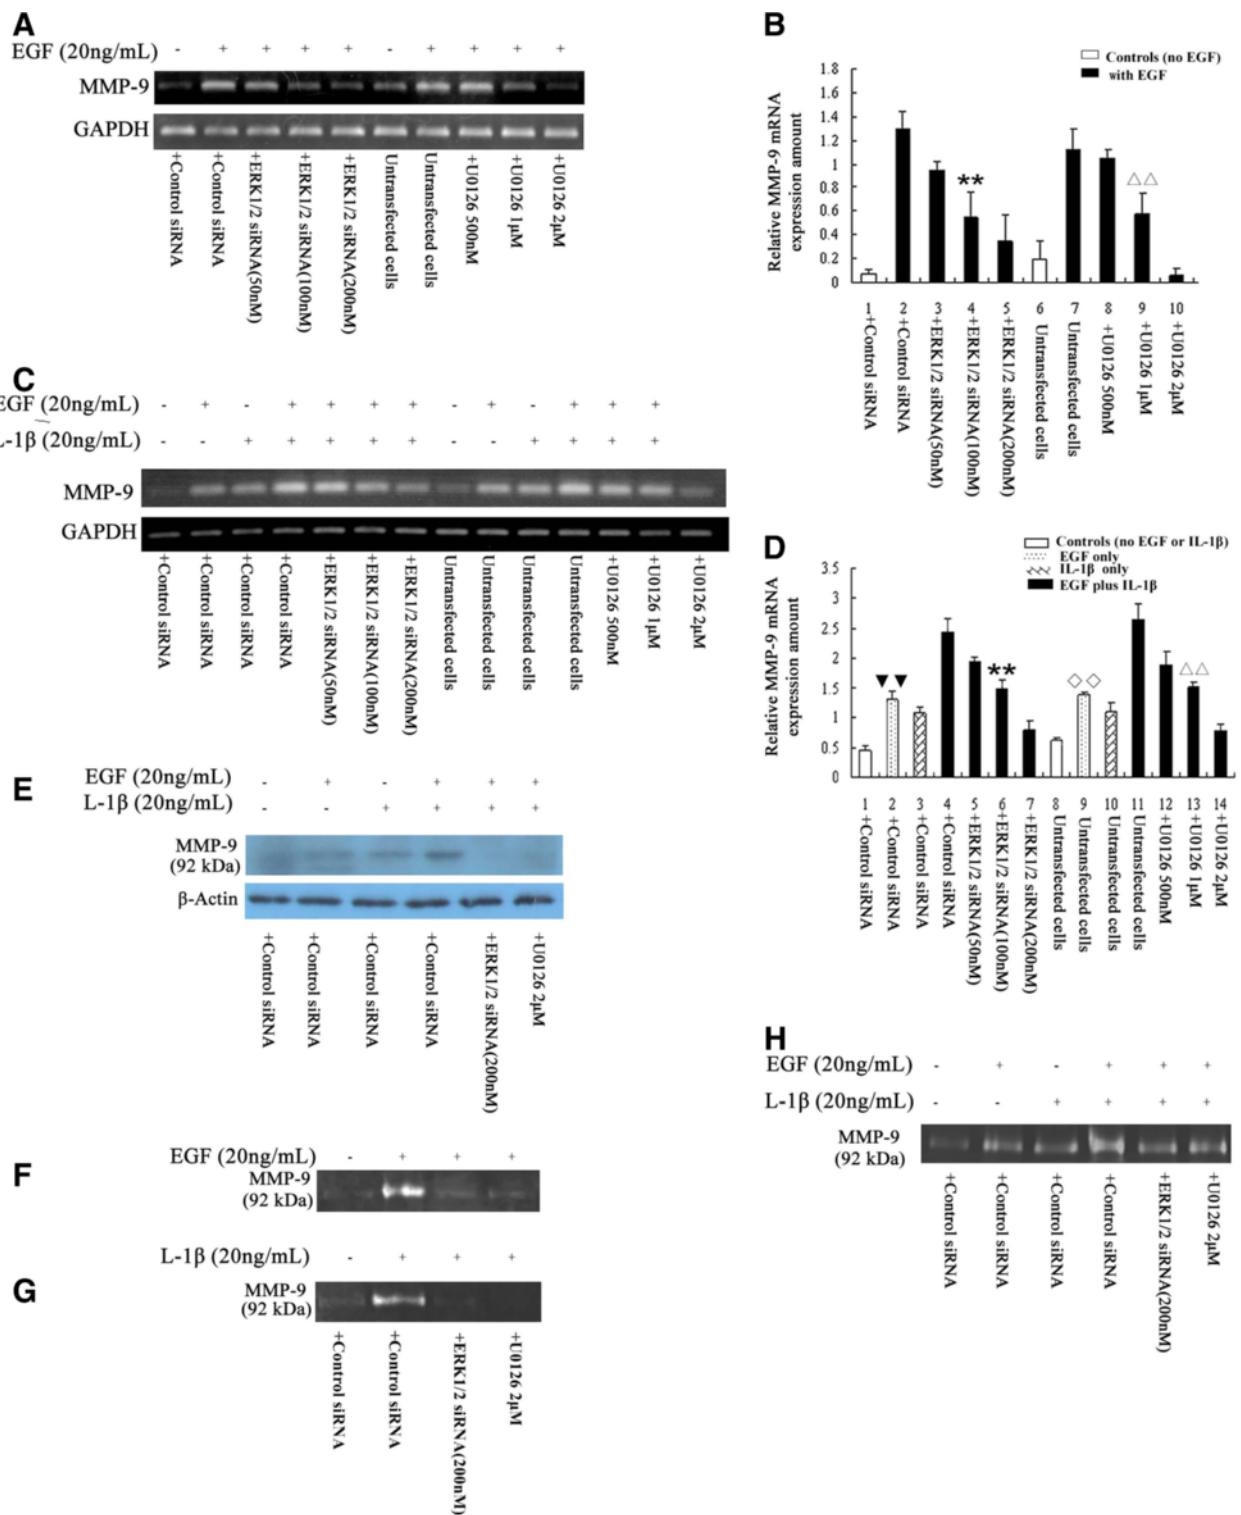 A
EGF (20ng/mL) - + + + + - + + + +
MMP-9
GAPDH
+Control siRNA
+Control siRNA
+ERK1/2 siRNA(50nM)
+ERK1/2 siRNA(100nM)
+ERK1/2 siRNA(200nM)
Untransfected cells
Untransfected cells
+U0126 500nM
+U0126 1μM
+U0126 2μM
B
Controls (no EGF)
with EGF
Relative MMP-9 mRNA
expression amount
1.8
1.6
1.4
1.2
1
0.8
0.6
0.4
0.2
0
**
△△
1 +Control siRNA
2 +Control siRNA
3 +ERK1/2 siRNA(50nM)
4 +ERK1/2 siRNA(100nM)
5 +ERK1/2 siRNA(200nM)
6 Untransfected cells
7 Untransfected cells
8 +U0126 500nM
9 +U0126 1μM
10 +U0126 2μM
C
EGF (20ng/mL) - + - + + + + - + - + + +
L-1β (20ng/mL) - - + + + + + - - + + + +
MMP-9
GAPDH
+Control siRNA
+Control siRNA
+Control siRNA
+Control siRNA
+ERK1/2 siRNA(50nM)
+ERK1/2 siRNA(100nM)
+ERK1/2 siRNA(200nM)
Untransfected cells
Untransfected cells
Untransfected cells
Untransfected cells
+U0126 500nM
+U0126 1μM
+U0126 2μM
D
Controls (no EGF or IL-1β)
EGF only
IL-1β only
EGF plus IL-1β
Relative MMP-9 mRNA
expression amount
3.5
3
2.5
2
1.5
1
0.5
0
▼▼
**
◇◇
△△
1 +Control siRNA
2 +Control siRNA
3 +Control siRNA
4 +Control siRNA
5 +ERK1/2 siRNA(50nM)
6 +ERK1/2 siRNA(100nM)
7 +ERK1/2 siRNA(200nM)
8 Untransfected cells
9 Untransfected cells
10 Untransfected cells
11 Untransfected cells
12 +U0126 500nM
13 +U0126 1μM
14 +U0126 2μM
E
EGF (20ng/mL) - + - + + +
L-1β (20ng/mL) - - + + + +
MMP-9
(92 kDa)
β-Actin
+Control siRNA
+Control siRNA
+Control siRNA
+Control siRNA
+ERK1/2 siRNA(200nM)
+U0126 2μM
F
EGF (20ng/mL) - + + +
MMP-9
(92 kDa)
G
L-1β (20ng/mL) - + + +
MMP-9
(92 kDa)
+Control siRNA
+Control siRNA
+ERK1/2 siRNA(200nM)
+U0126 2μM
H
EGF (20ng/mL) - + - + + +
L-1β (20ng/mL) - - + + + +
MMP-9
(92 kDa)
+Control siRNA
+Control siRNA
+Control siRNA
+Control siRNA
+ERK1/2 siRNA(200nM)
+U0126 2μM